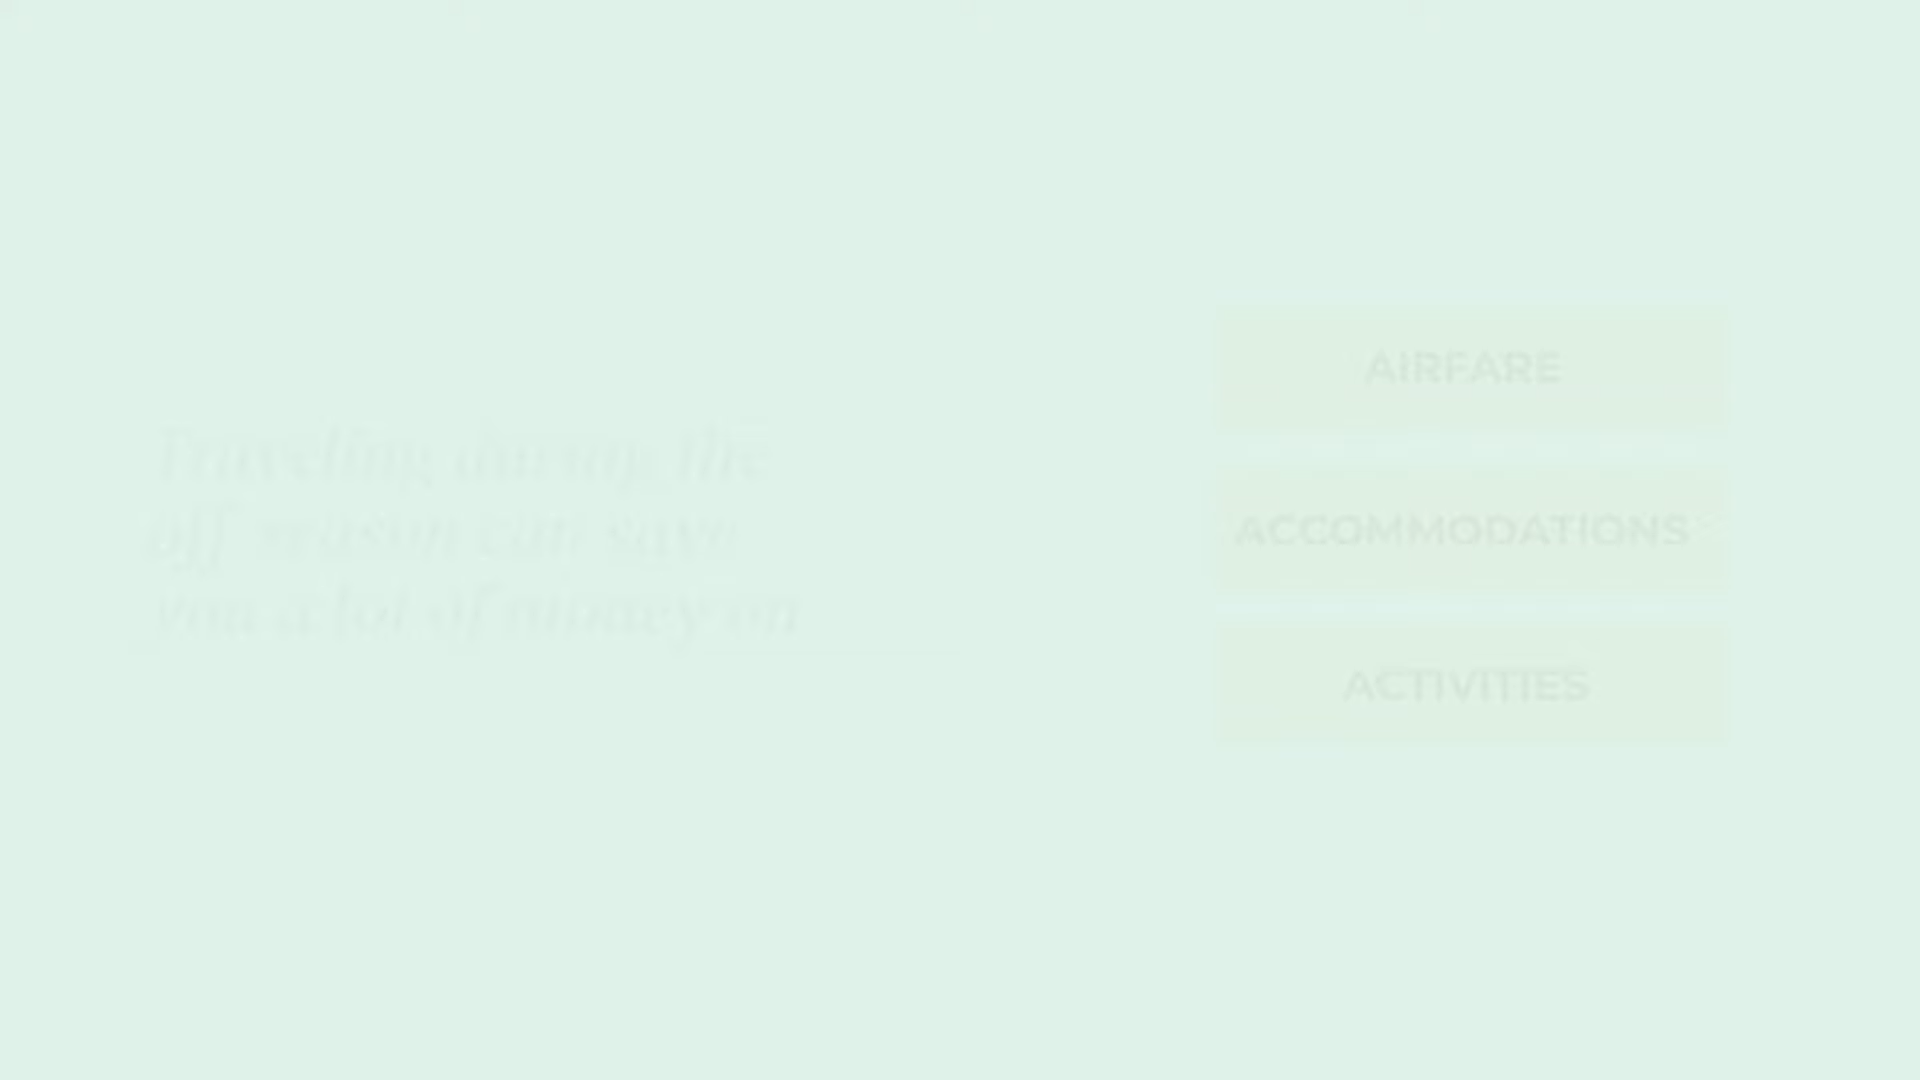 Traveling during the
off season can save
you a lot of money on
AIRFARE
ACCOMMODATIONS
ACTIVITIES